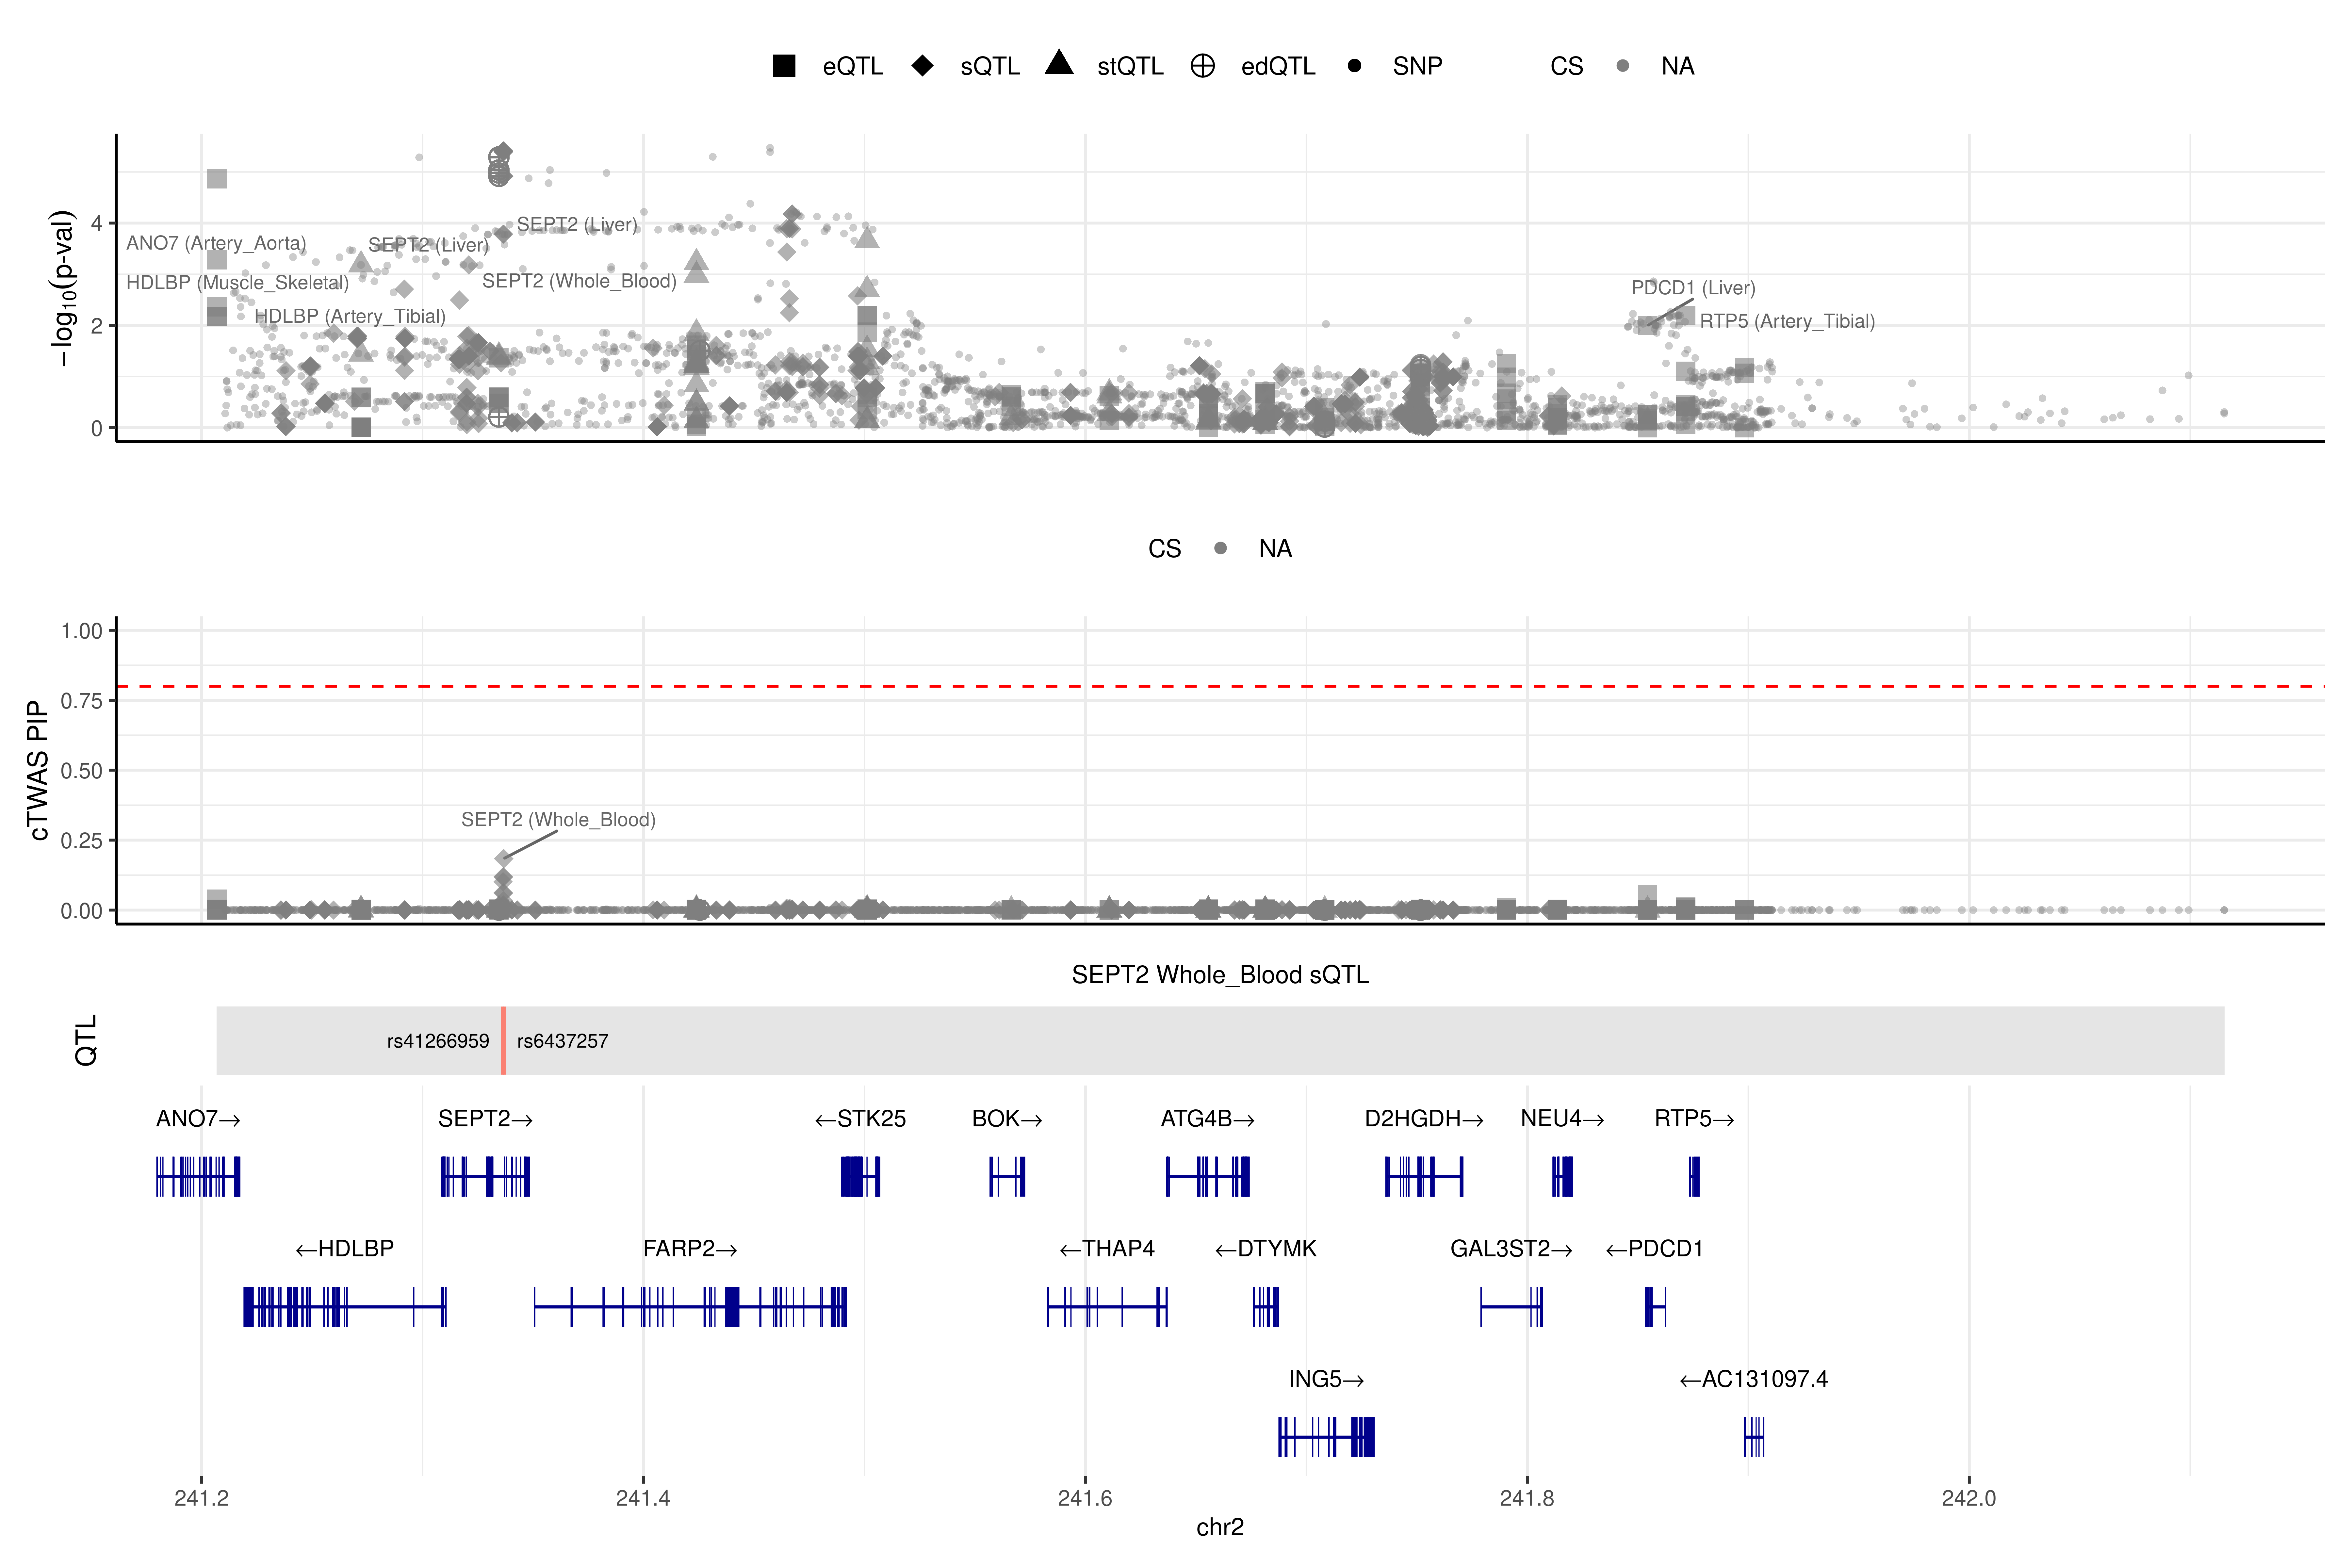 eQTL sQTL stQTL edQTL SNP CS NA
−log10(p-val)
4
2
0
SEPT2 (Liver)
ANO7 (Artery_Aorta)
SEPT2 (Liver)
HDLBP (Muscle_Skeletal)
SEPT2 (Whole_Blood)
HDLBP (Artery_Tibial)
PDCD1 (Liver)
RTP5 (Artery_Tibial)
CS NA
cTWAS PIP
1.00
0.75
0.50
0.25
0.00
SEPT2 (Whole_Blood)
SEPT2 Whole_Blood sQTL
QTL
rs41266959 rs6437257
ANO7→ SEPT2→ ←STK25 BOK→ ATG4B→ D2HGDH→ NEU4→ RTP5→
←HDLBP FARP2→ ←THAP4 ←DTYMK GAL3ST2→ ←PDCD1
ING5→ ←AC131097.4
241.2 241.4 241.6 241.8 242.0
chr2